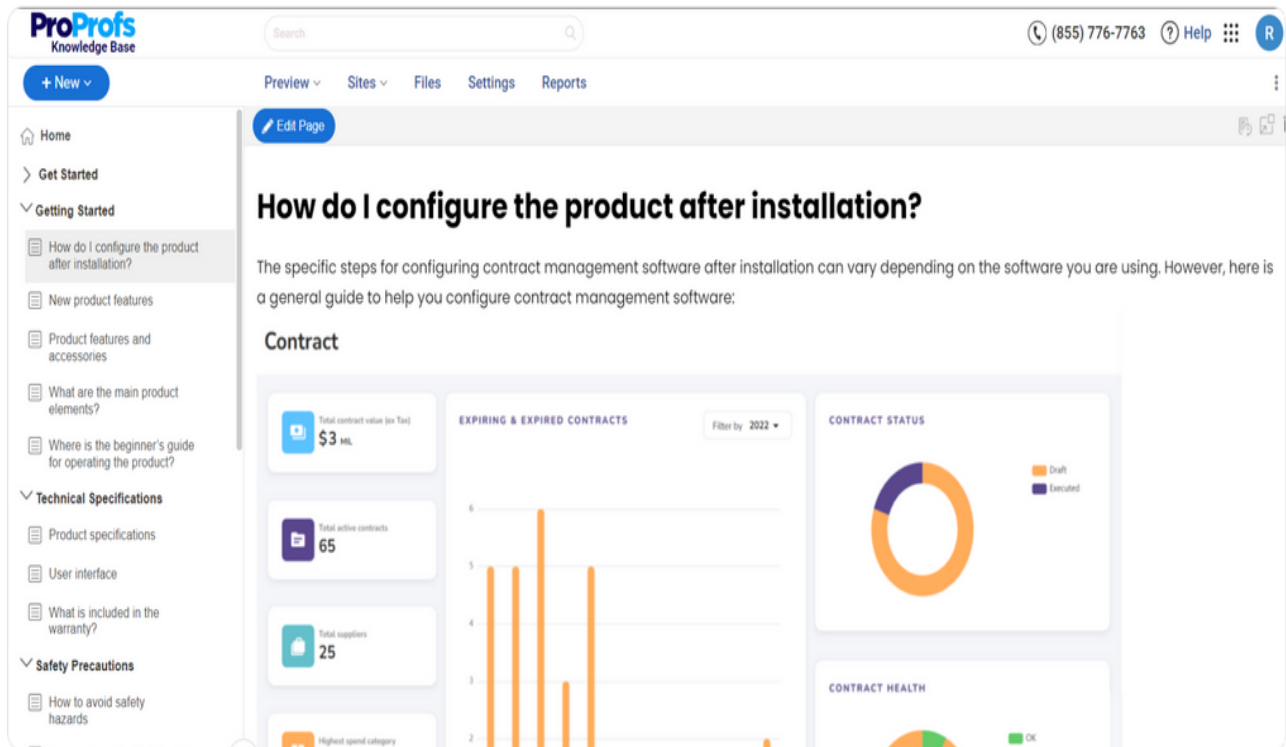 ProProfs
Knowledge Base
Search
(855) 776-7763
? Help
R
+ New
Preview
Sites
Files
Settings
Reports
Home
Get Started
Getting Started
How do I configure the product
after installation?
New product features
Product features and
accessories
What are the main product
elements?
Where is the beginner's guide
for operating the product?
Technical Specifications
Product specifications
User interface
What is included in the
warranty?
Safety Precautions
How to avoid safety
hazards
Edit Page
How do I configure the product after installation?
The specific steps for configuring contract management software after installation can vary depending on the software you are using. However, here is
a general guide to help you configure contract management software:
Contract
Total contract value (ex Tax)
$3 MIL
Total active contracts
65
Total suppliers
25
Highest spend category
EXPIRING & EXPIRED CONTRACTS
Filter by 2022
6
5
4
3
2
CONTRACT STATUS
Draft
Executed
CONTRACT HEALTH
OK